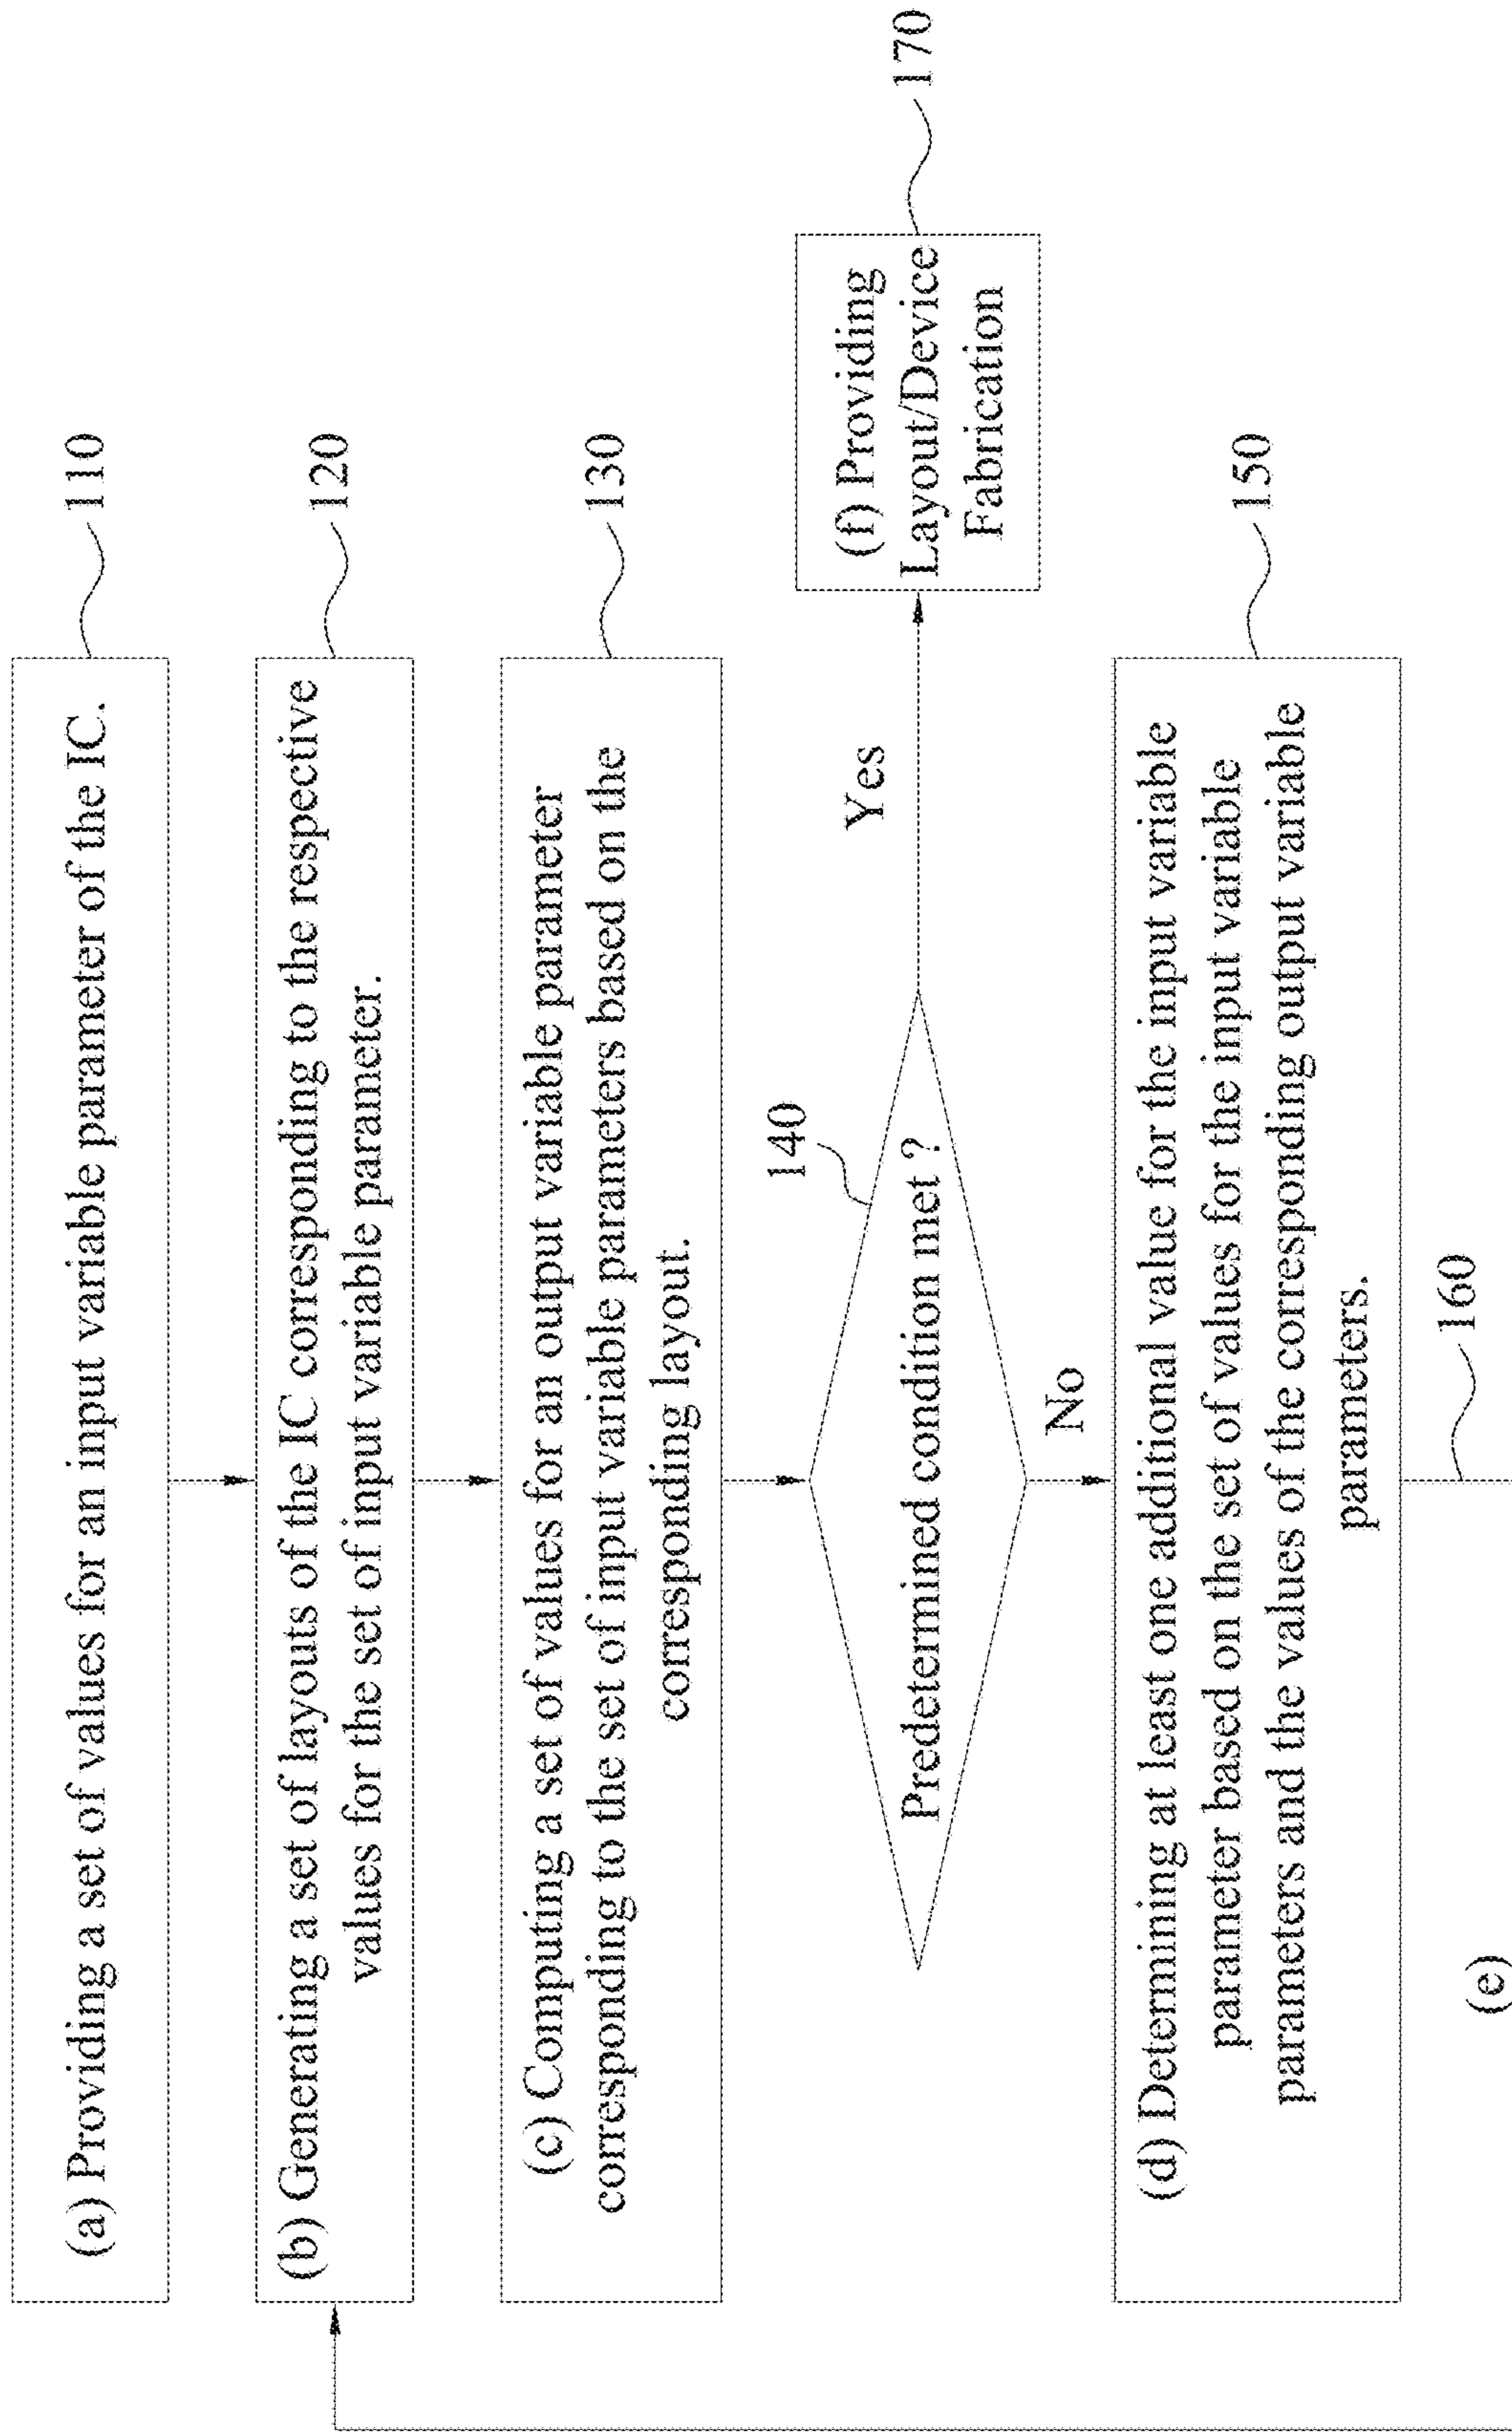 (a) Providing a set of values for an input variable parameter of the IC.
110
(b) Generating a set of layouts of the IC corresponding to the respective
values for the set of input variable parameter.
120
(c) Computing a set of values for an output variable parameter
corresponding to the set of input variable parameters based on the
corresponding layout.
130
140
Predetermined condition met ?
Yes
(f) Providing
Layout/Device
Fabrication
170
No
(d) Determining at least one additional value for the input variable
parameter based on the set of values for the input variable
parameters and the values of the corresponding output variable
parameters.
150
160
(e)